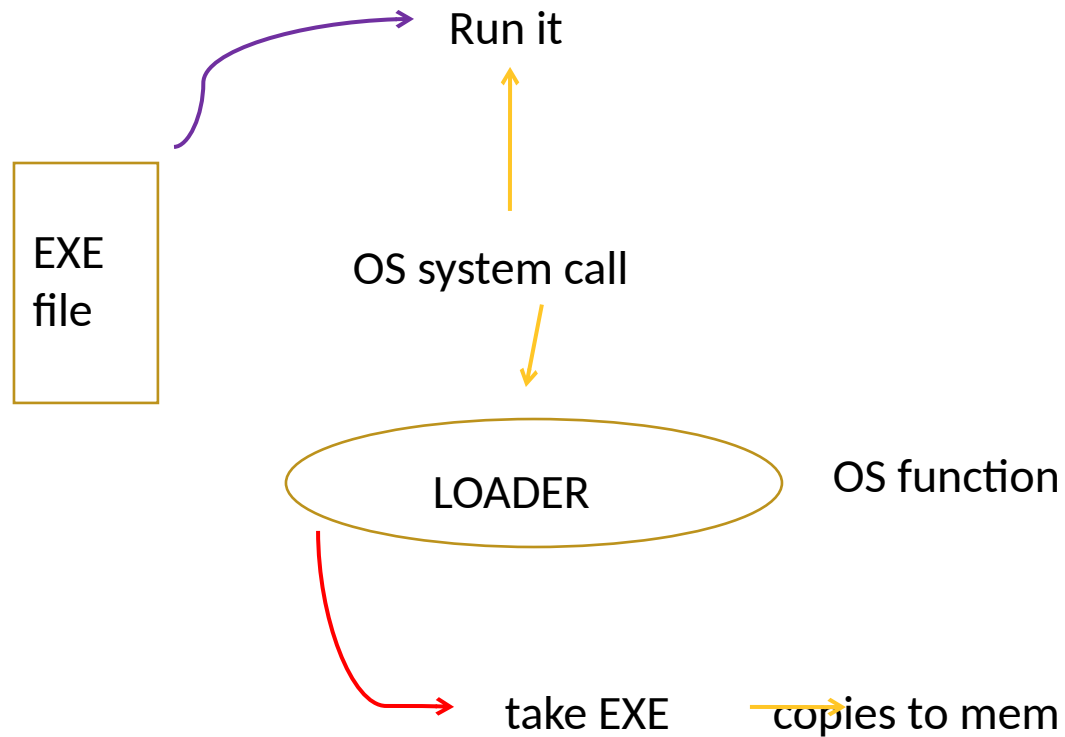 Run it
EXE
file
OS system call
LOADER
OS function
take EXE
copies to mem